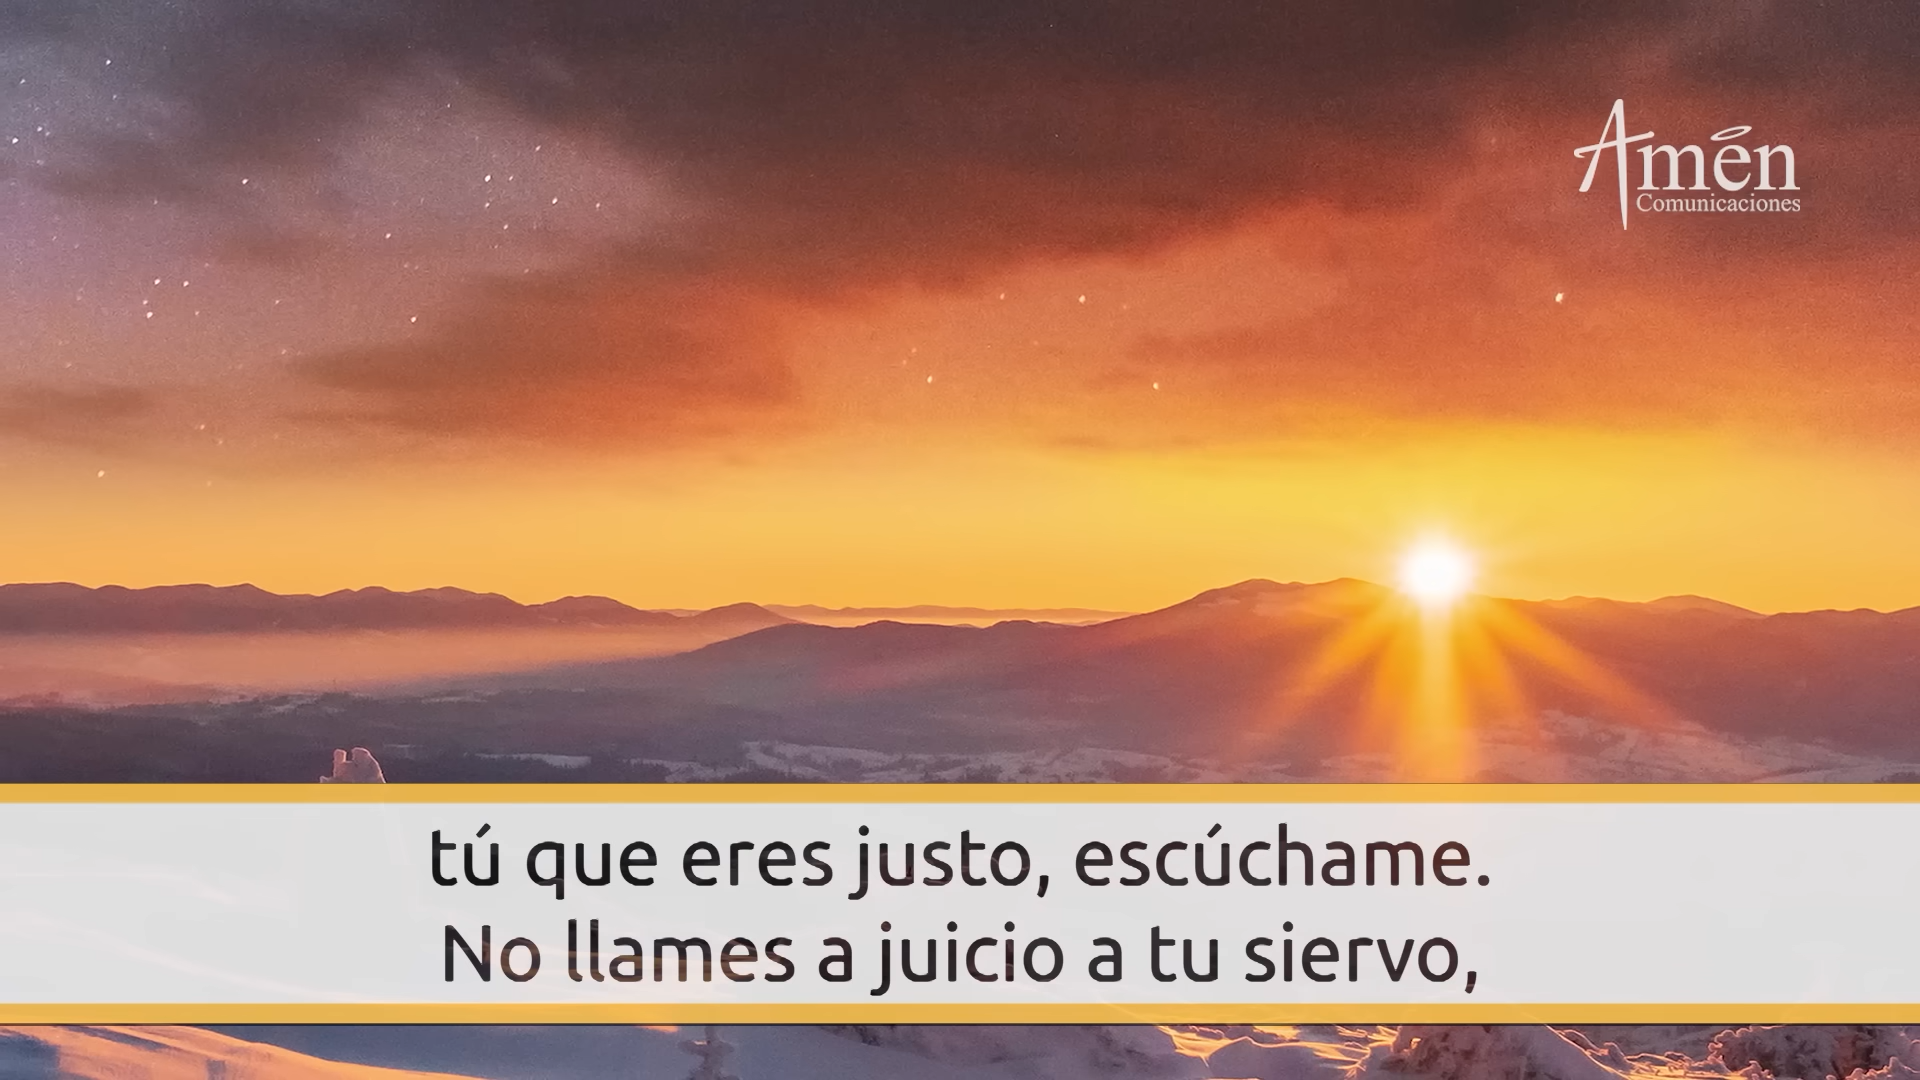 Amén
Comunicaciones
tú que eres justo, escúchame.
No llames a juicio a tu siervo,